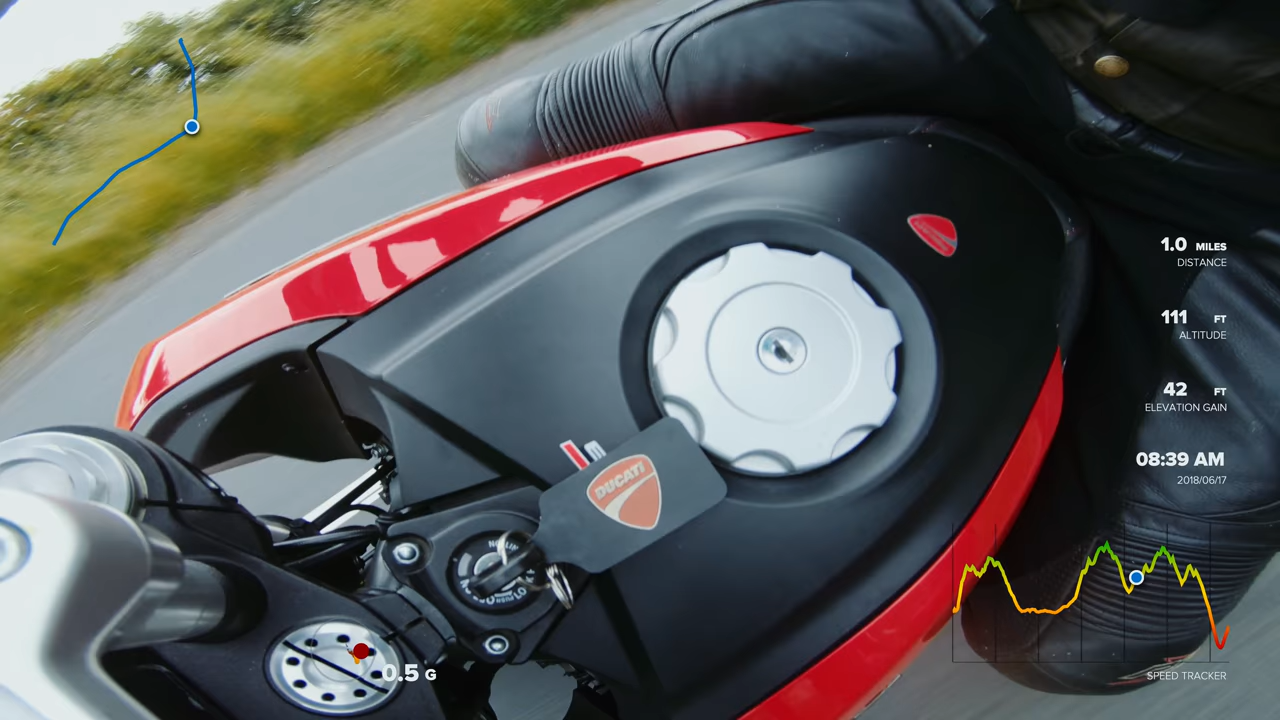 1.0 MILES
DISTANCE
111 FT
ALTITUDE
42 FT
ELEVATION GAIN
08:39 AM
2018/06/17
DUCATI
0.5 G
SPEED TRACKER